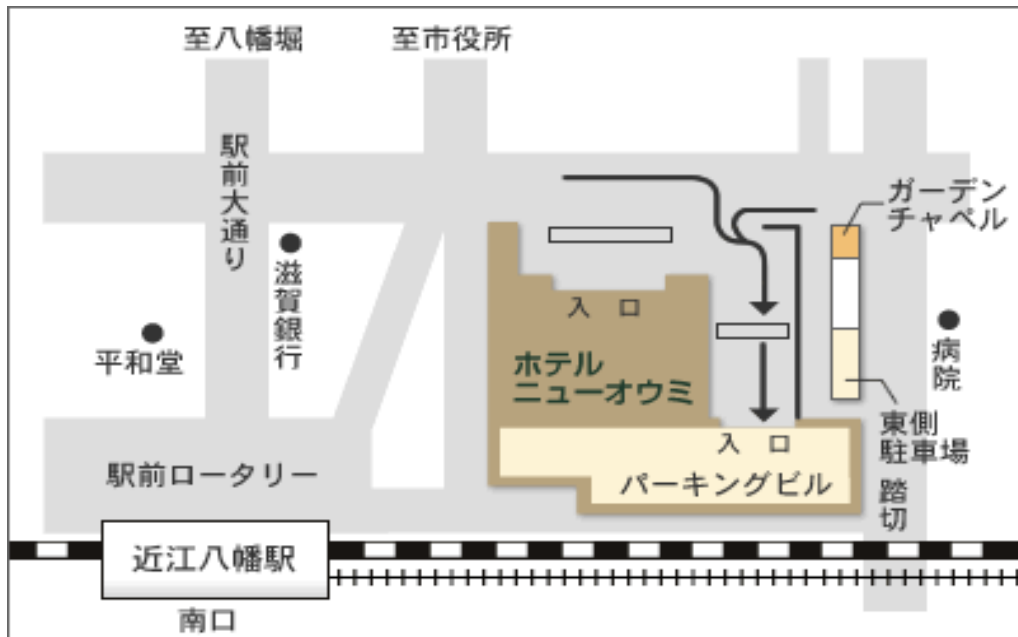 至八幡堀
至市役所
駅前大通り
ガーデン
チャペル
滋賀銀行
入 口
平和堂
病院
ホテル
ニューオウミ
東側
駐車場
入 口
駅前ロータリー
パーキングビル
踏切
近江八幡駅
南口